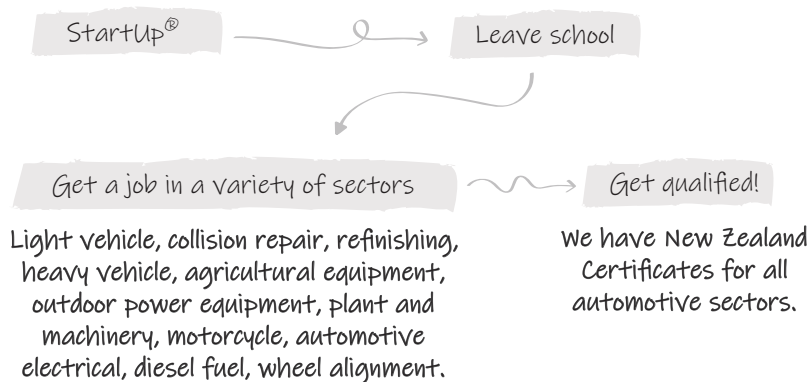 StartUp®
Leave school
Get a job in a variety of sectors
Light vehicle, collision repair, refinishing,
heavy vehicle, agricultural equipment,
outdoor power equipment, plant and
machinery, motorcycle, automotive
electrical, diesel fuel, wheel alignment.
Get qualified!
We have New Zealand
Certificates for all
automotive sectors.